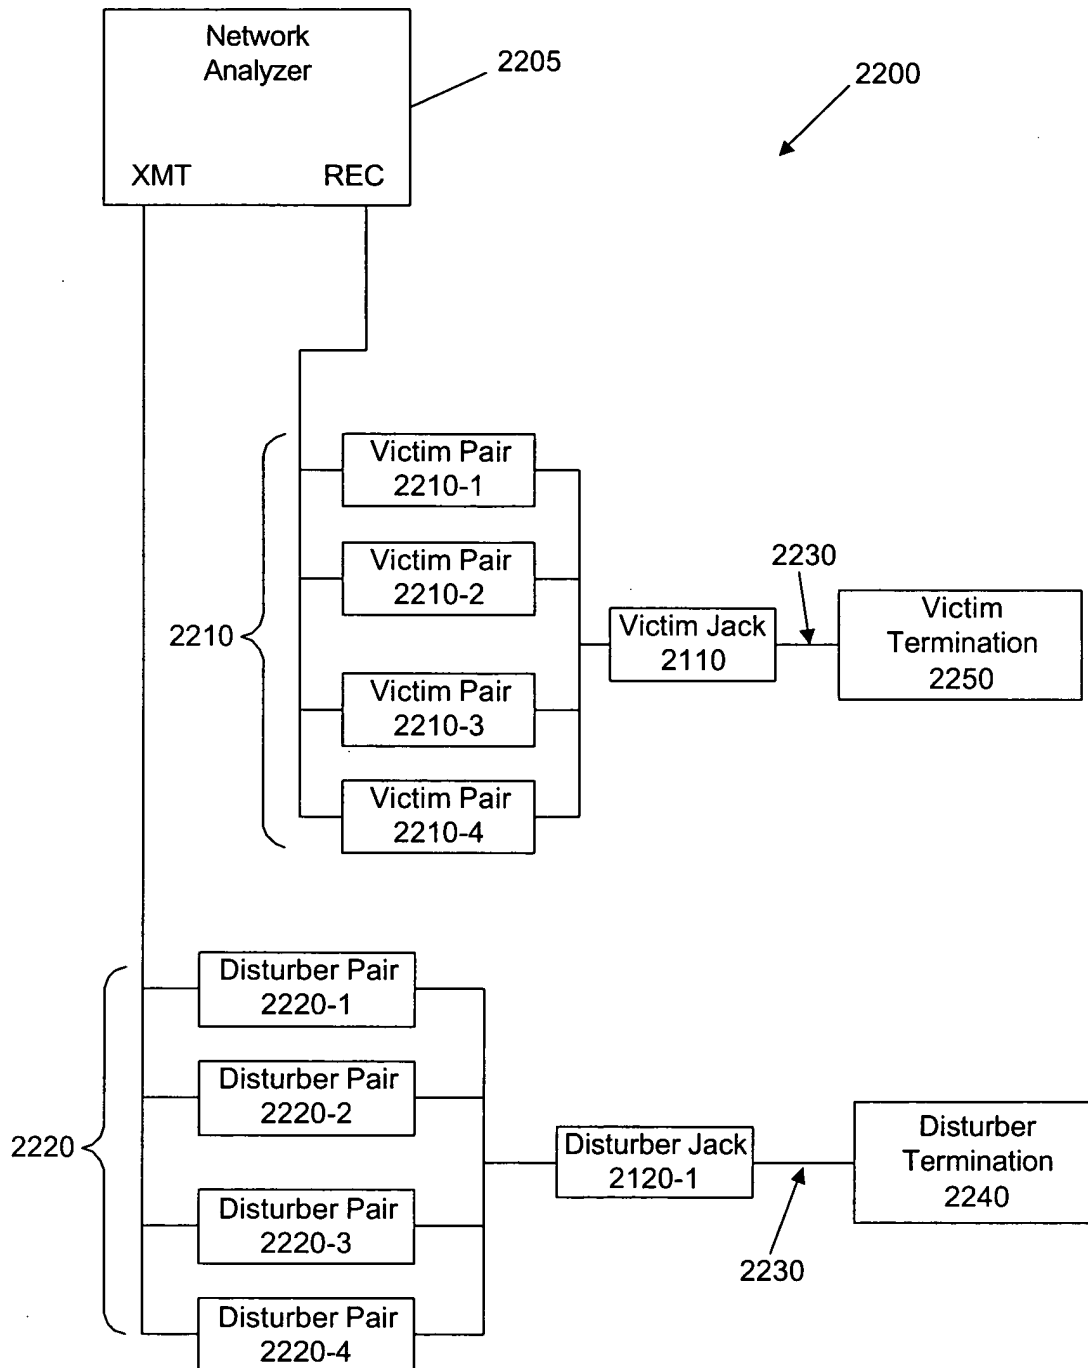 Network
Analyzer
2205
2200
XMT
REC
Victim Pair
2210-1
Victim Pair
2210-2
2230
2210
Victim Jack
2110
Victim
Termination
2250
Victim Pair
2210-3
Victim Pair
2210-4
Disturber Pair
2220-1
Disturber Pair
2220-2
2220
Disturber Jack
2120-1
Disturber
Termination
2240
Disturber Pair
2220-3
2230
Disturber Pair
2220-4